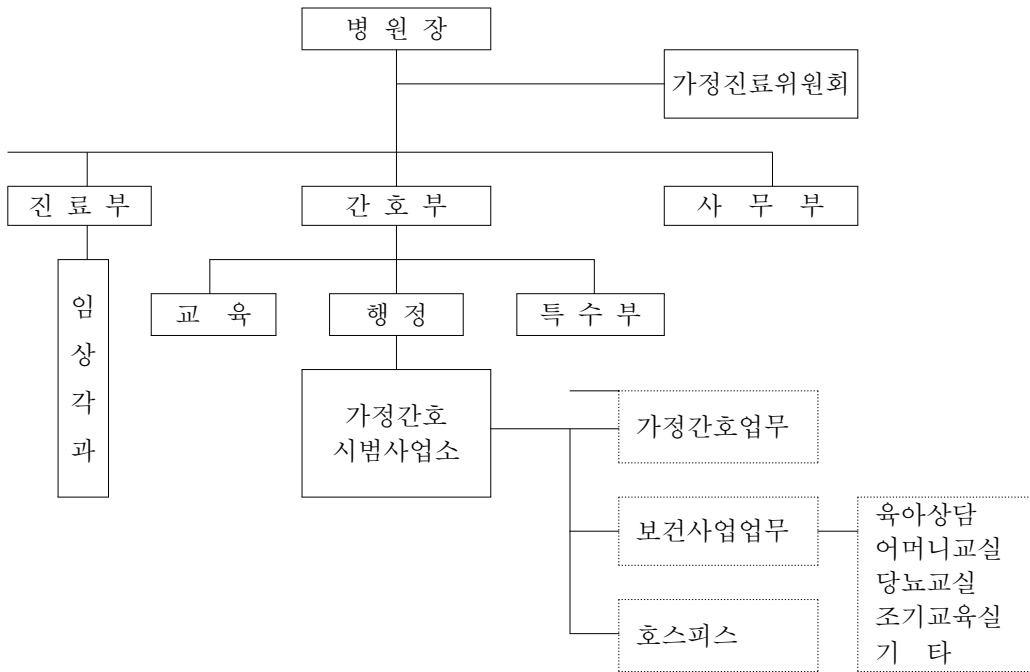 병 원 장
가정진료위원회
진 료 부
간 호 부
사 무 부
임
상
각
과
교 육
행 정
특 수 부
가정간호
시범사업소
가정간호업무
보건사업업무
호스피스
육아상담
어머니교실
당뇨교실
조기교육실
기 타